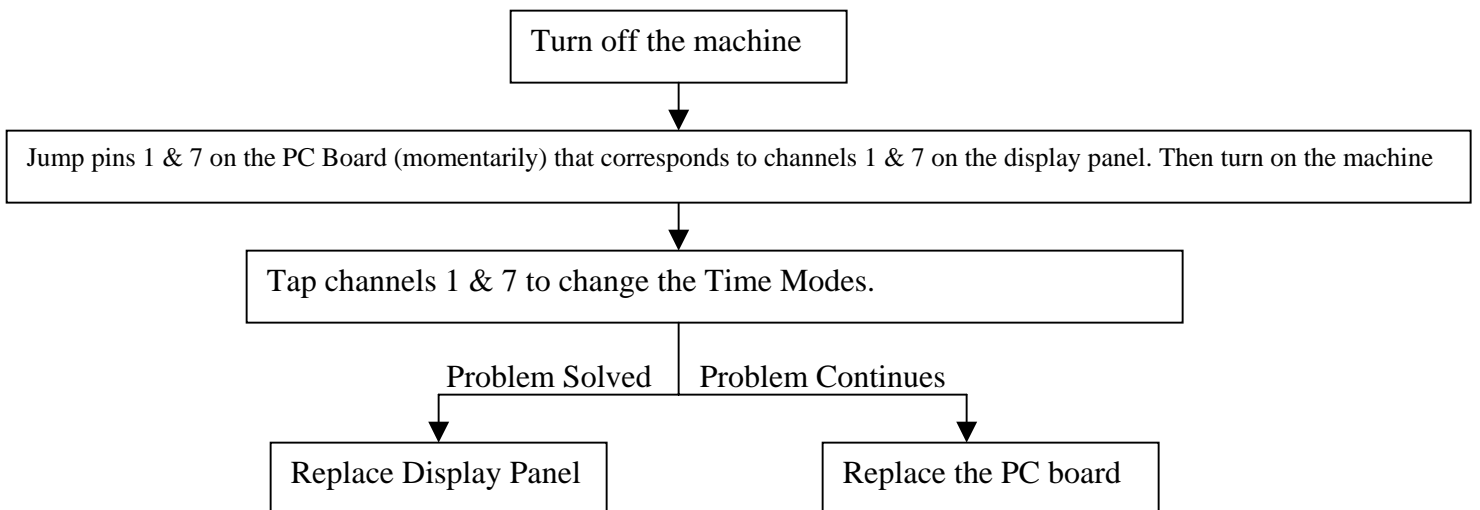 Turn off the machine
Jump pins 1 & 7 on the PC Board (momentarily) that corresponds to channels 1 & 7 on the display panel. Then turn on the machine
Tap channels 1 & 7 to change the Time Modes.
Problem Solved
Problem Continues
Replace Display Panel
Replace the PC board